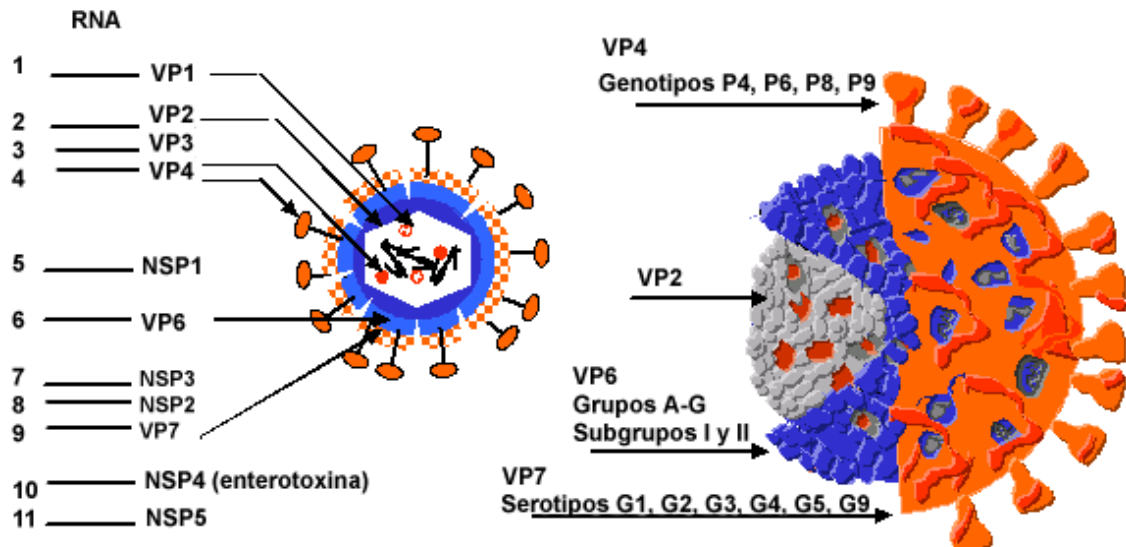 RNA
1 VP1
2 VP2
3 VP3
4 VP4
5 NSP1
6 VP6
7 NSP3
8 NSP2
9 VP7
10 NSP4 (enterotoxina)
11 NSP5
VP4
Genotipos P4, P6, P8, P9
VP2
VP6
Grupos A-G
Subgrupos I y II
VP7
Serotipos G1, G2, G3, G4, G5, G9